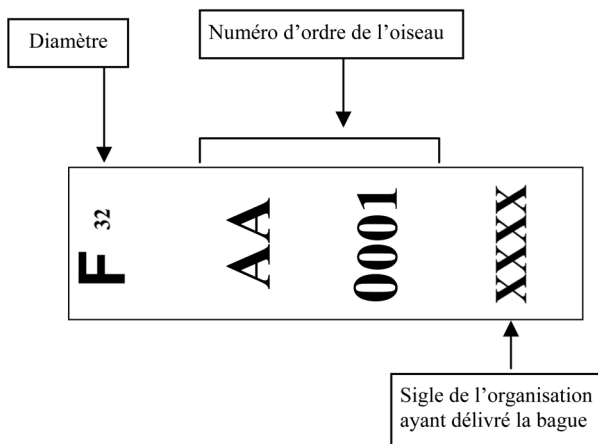 Diamètre
Numéro d’ordre de l’oiseau
F 32
AA
0001
XXXX
Sigle de l’organisation
ayant délivré la bague